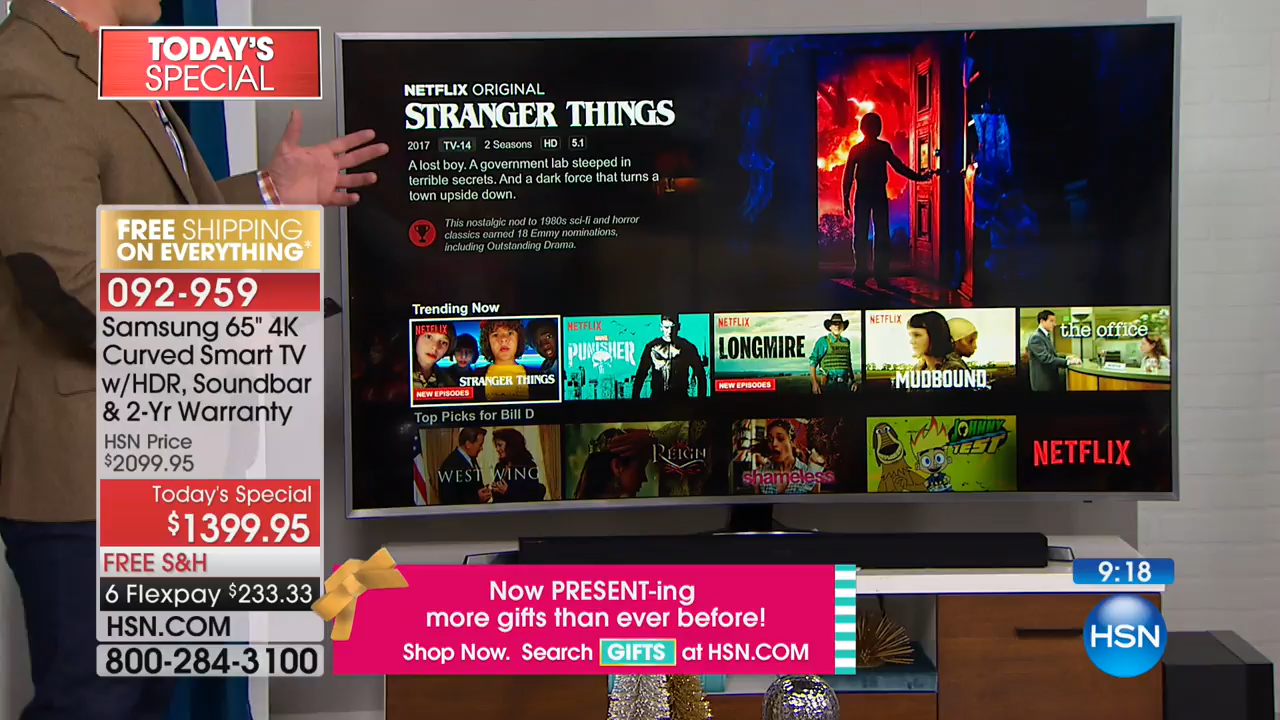 TODAY'S
SPECIAL
FREE SHIPPING
ON EVERYTHING*
092-959
Samsung 65" 4K
Curved Smart TV
w/HDR, Soundbar
& 2-Yr Warranty
HSN Price
$2099.95
Today's Special
$1399.95
FREE S&H
6 Flexpay $233.33
HSN.COM
800-284-3100
NETFLIX ORIGINAL
STRANGER THINGS
2017 TV-14 2 Seasons HD 5.1
A lost boy. A government lab steeped in
terrible secrets. And a dark force that turns a
town upside down.
This nostalgic nod to 1980s sci-fi and horror
classics earned 18 Emmy nominations,
including Outstanding Drama.
Trending Now
NETFLIX
STRANGER THINGS
NEW EPISODES
NETFLIX
MARVEL
PUNISHER
NETFLIX
LONGMIRE
NEW EPISODES
NETFLIX
MUDBOUND
the office
Top Picks for Bill D
WEST WING
REIGN
shameless
JOHNNY
TEST
NETFLIX
Now PRESENT-ing
more gifts than ever before!
Shop Now. Search GIFTS at HSN.COM
9:18
HSN